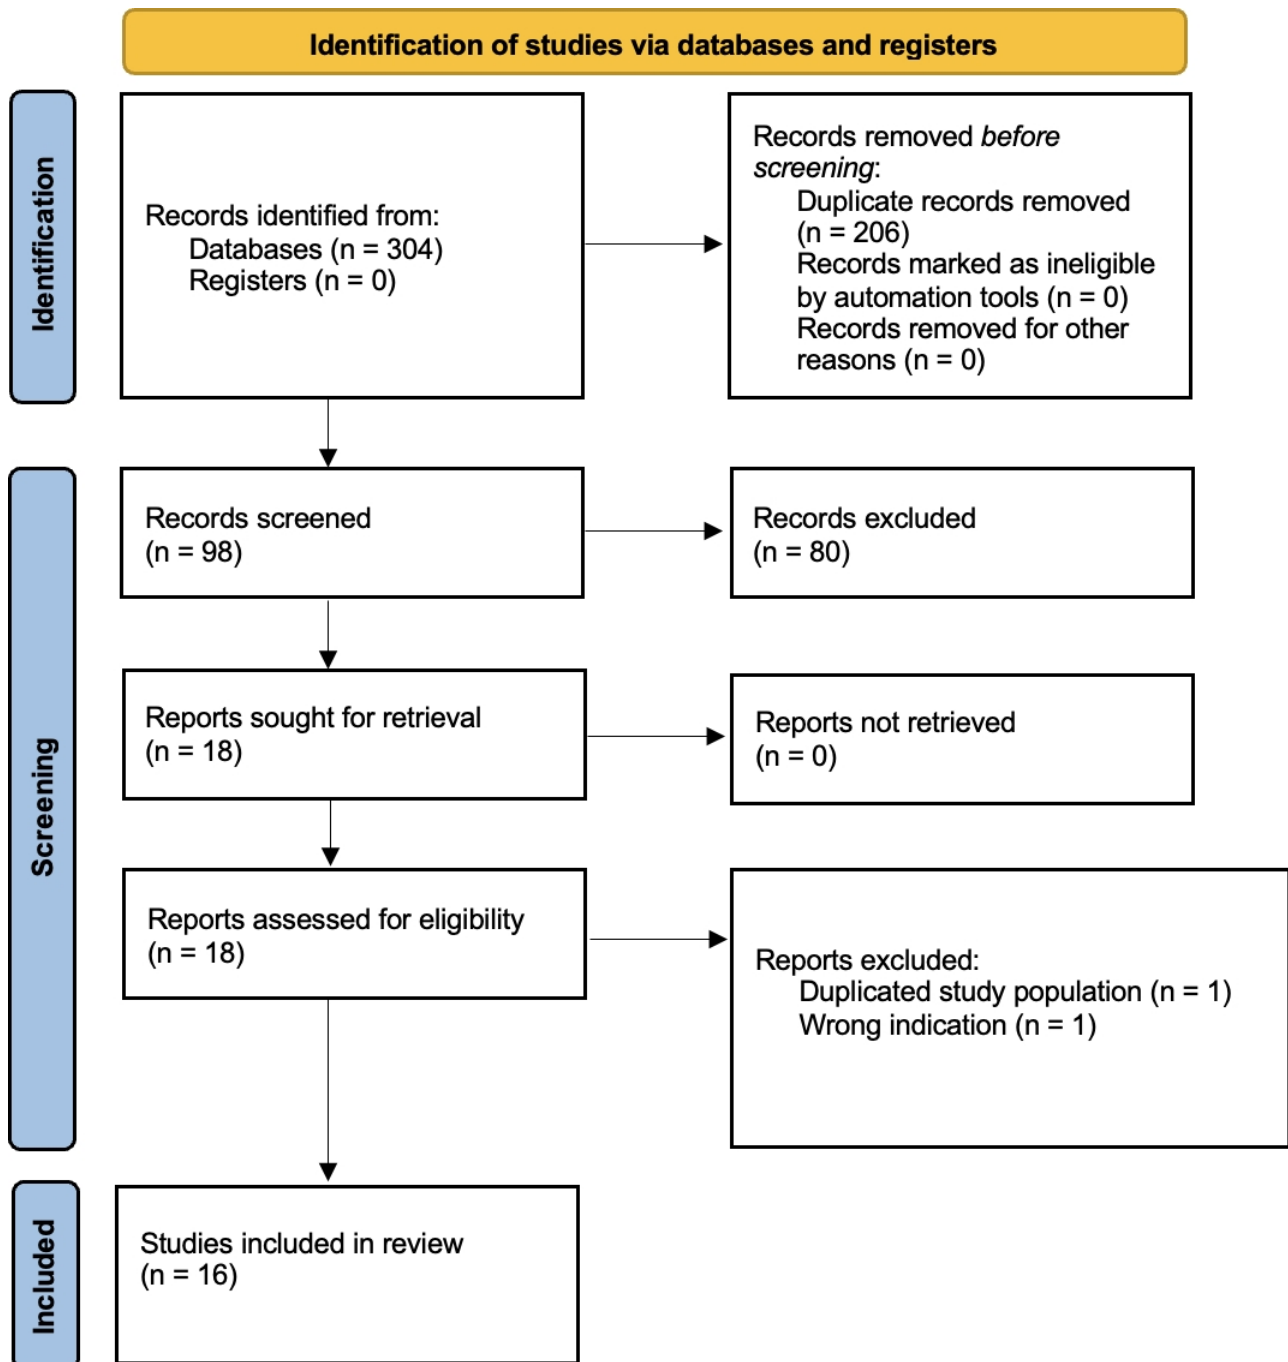 Identification of studies via databases and registers
Identification
Records identified from:
Databases (n = 304)
Registers (n = 0)
Records removed before
screening:
Duplicate records removed
(n = 206)
Records marked as ineligible
by automation tools (n = 0)
Records removed for other
reasons (n = 0)
Screening
Records screened
(n = 98)
Records excluded
(n = 80)
Reports sought for retrieval
(n = 18)
Reports not retrieved
(n = 0)
Reports assessed for eligibility
(n = 18)
Reports excluded:
Duplicated study population (n = 1)
Wrong indication (n = 1)
Included
Studies included in review
(n = 16)